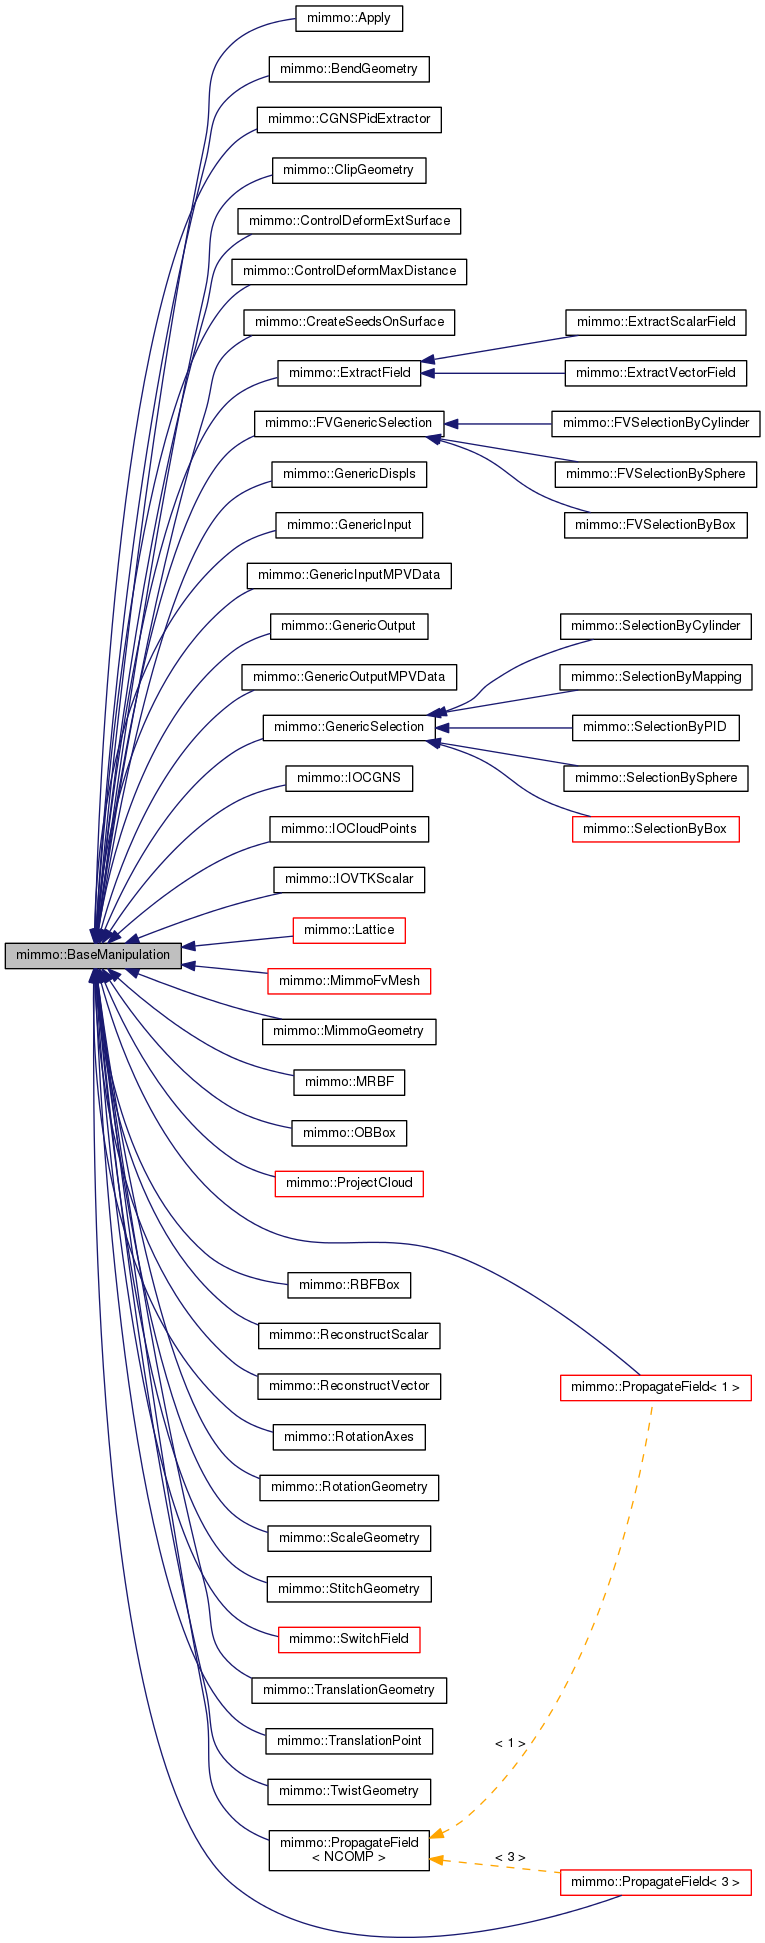 mimmo::Apply
mimmo::BendGeometry
mimmo::CGNSPidExtractor
mimmo::ClipGeometry
mimmo::ControlDeformExtSurface
mimmo::ControlDeformMaxDistance
mimmo::CreateSeedsOnSurface
mimmo::ExtractScalarField
mimmo::ExtractField
mimmo::ExtractVectorField
mimmo::FVGenericSelection
mimmo::FVSelectionByCylinder
mimmo::GenericDispls
mimmo::FVSelectionBySphere
mimmo::GenericInput
mimmo::FVSelectionByBox
mimmo::GenericInputMPVData
mimmo::GenericOutput
mimmo::SelectionByCylinder
mimmo::GenericOutputMPVData
mimmo::SelectionByMapping
mimmo::GenericSelection
mimmo::SelectionByPID
mimmo::IOCGNS
mimmo::SelectionBySphere
mimmo::IOCloudPoints
mimmo::SelectionByBox
mimmo::IOVTKScalar
mimmo::Lattice
mimmo::BaseManipulation
mimmo::MimmoFvMesh
mimmo::MimmoGeometry
mimmo::MRBF
mimmo::OBBox
mimmo::ProjectCloud
mimmo::RBFBox
mimmo::ReconstructScalar
mimmo::ReconstructVector
mimmo::PropagateField< 1 >
mimmo::RotationAxes
mimmo::RotationGeometry
mimmo::ScaleGeometry
mimmo::StitchGeometry
mimmo::SwitchField
mimmo::TranslationGeometry
mimmo::TranslationPoint
< 1 >
mimmo::TwistGeometry
mimmo::PropagateField
< NCOMP >
< 3 >
mimmo::PropagateField< 3 >